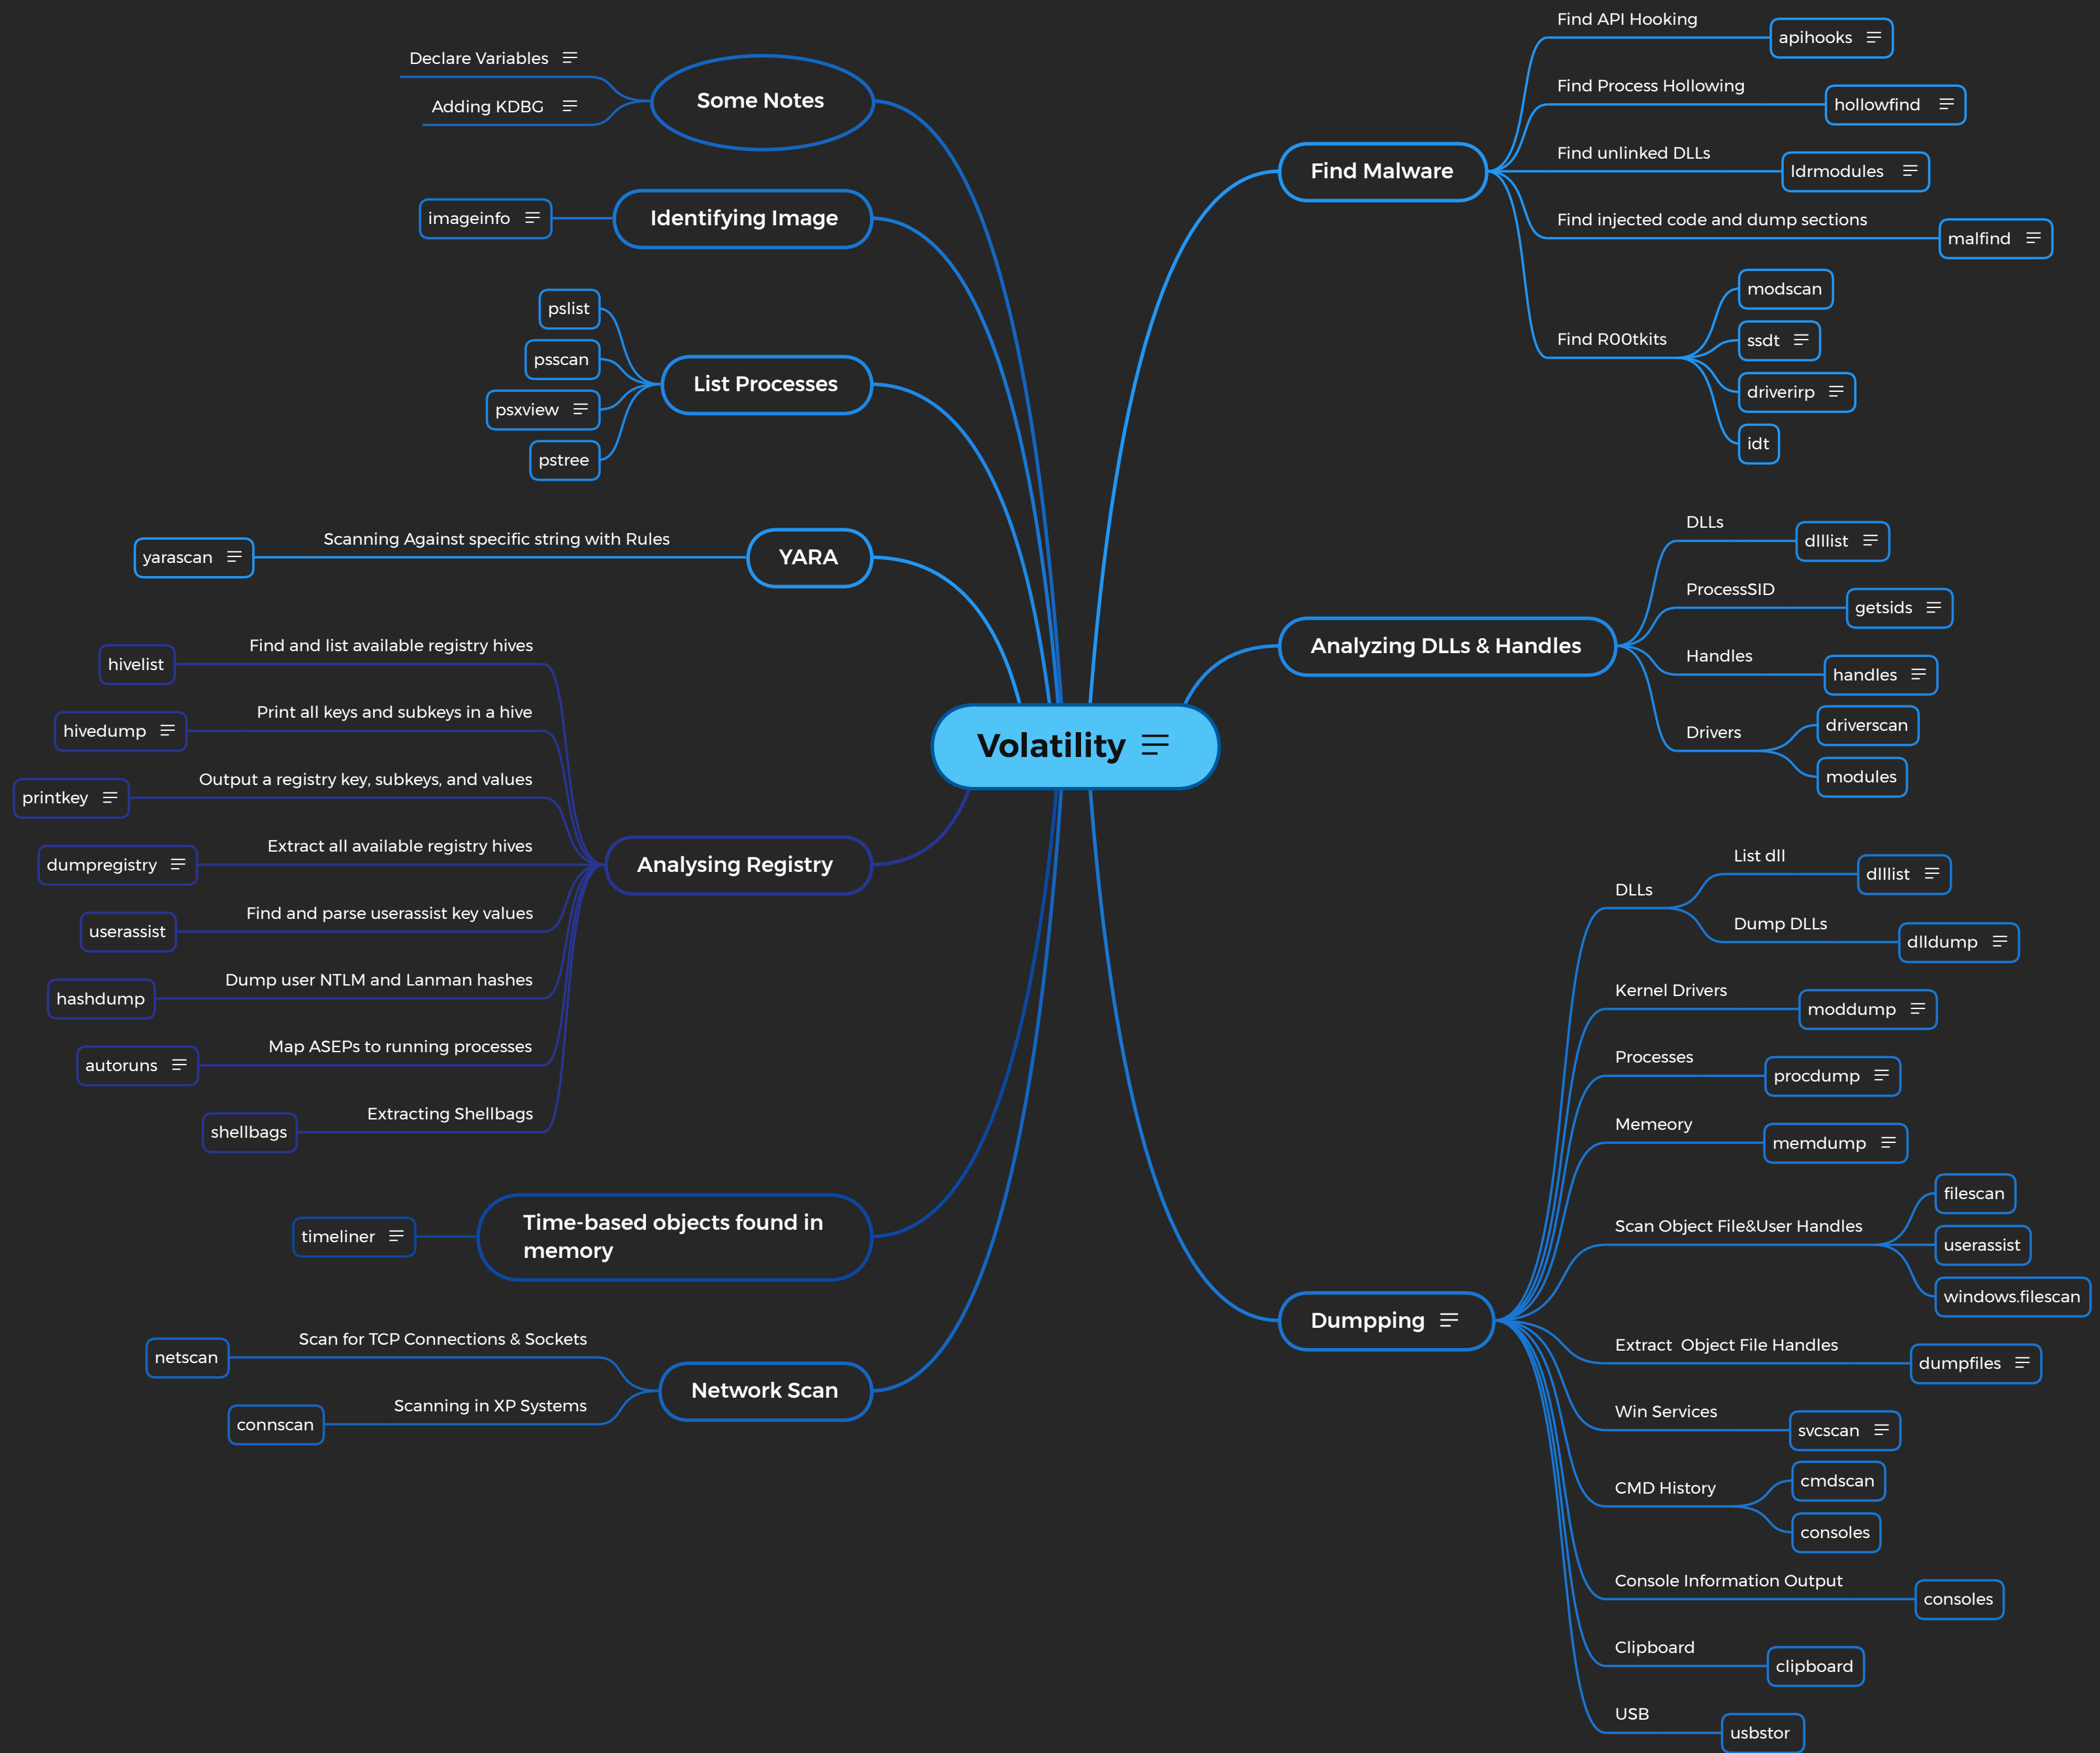 Volatility
Some Notes
Declare Variables
Adding KDBG
Identifying Image
imageinfo
List Processes
pslist
psscan
psxview
pstree
YARA
Scanning Against specific string with Rules
yarascan
Analysing Registry
Find and list available registry hives
hivelist
Print all keys and subkeys in a hive
hivedump
Output a registry key, subkeys, and values
printkey
Extract all available registry hives
dumpregistry
Find and parse userassist key values
userassist
Dump user NTLM and Lanman hashes
hashdump
Map ASEPs to running processes
autoruns
Extracting Shellbags
shellbags
Time-based objects found in
memory
timeliner
Network Scan
Scan for TCP Connections & Sockets
netscan
Scanning in XP Systems
connscan
Find Malware
Find API Hooking
apihooks
Find Process Hollowing
hollowfind
Find unlinked DLLs
ldrmodules
Find injected code and dump sections
malfind
Find R00tkits
modscan
ssdt
driverirp
idt
Analyzing DLLs & Handles
DLLs
dlllist
ProcessSID
getsids
Handles
handles
Drivers
driverscan
modules
Dumpping
DLLs
List dll
dlllist
Dump DLLs
dlldump
Kernel Drivers
moddump
Processes
procdump
Memeory
memdump
Scan Object File&User Handles
filescan
userassist
windows.filescan
Extract  Object File Handles
dumpfiles
Win Services
svcscan
CMD History
cmdscan
consoles
Console Information Output
consoles
Clipboard
clipboard
USB
usbstor